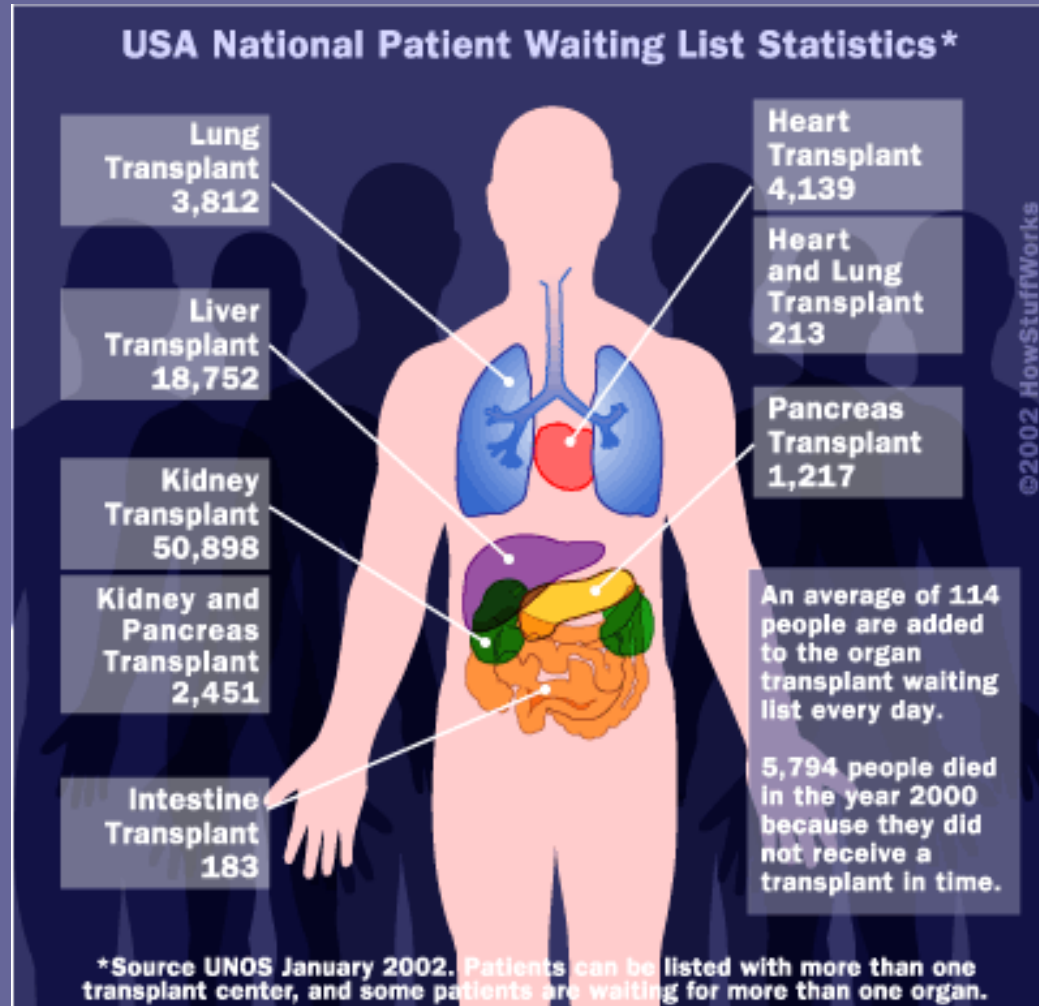 USA National Patient Waiting List Statistics*
Lung
Transplant
3,812
Liver
Transplant
18,752
Kidney
Transplant
50,898
Kidney and
Pancreas
Transplant
2,451
Intestine
Transplant
183
Heart
Transplant
4,139
Heart
and Lung
Transplant
213
Pancreas
Transplant
1,217
An average of 114
people are added
to the organ
transplant waiting
list every day.
5,794 people died
in the year 2000
because they did
not receive a
transplant in time.
©2002 HowStuffWorks
*Source UNOS January 2002. Patients can be listed with more than one
transplant center, and some patients are waiting for more than one organ.